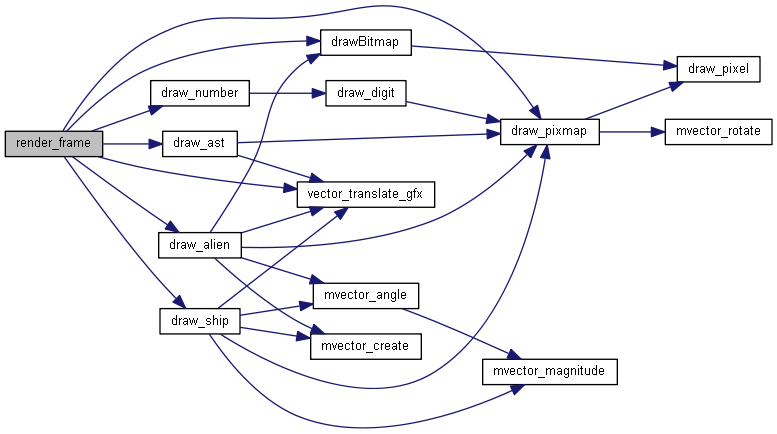 drawBitmap
draw_pixel
draw_number
draw_digit
draw_pixmap
mvector_rotate
render_frame
draw_ast
vector_translate_gfx
draw_alien
mvector_angle
draw_ship
mvector_create
mvector_magnitude